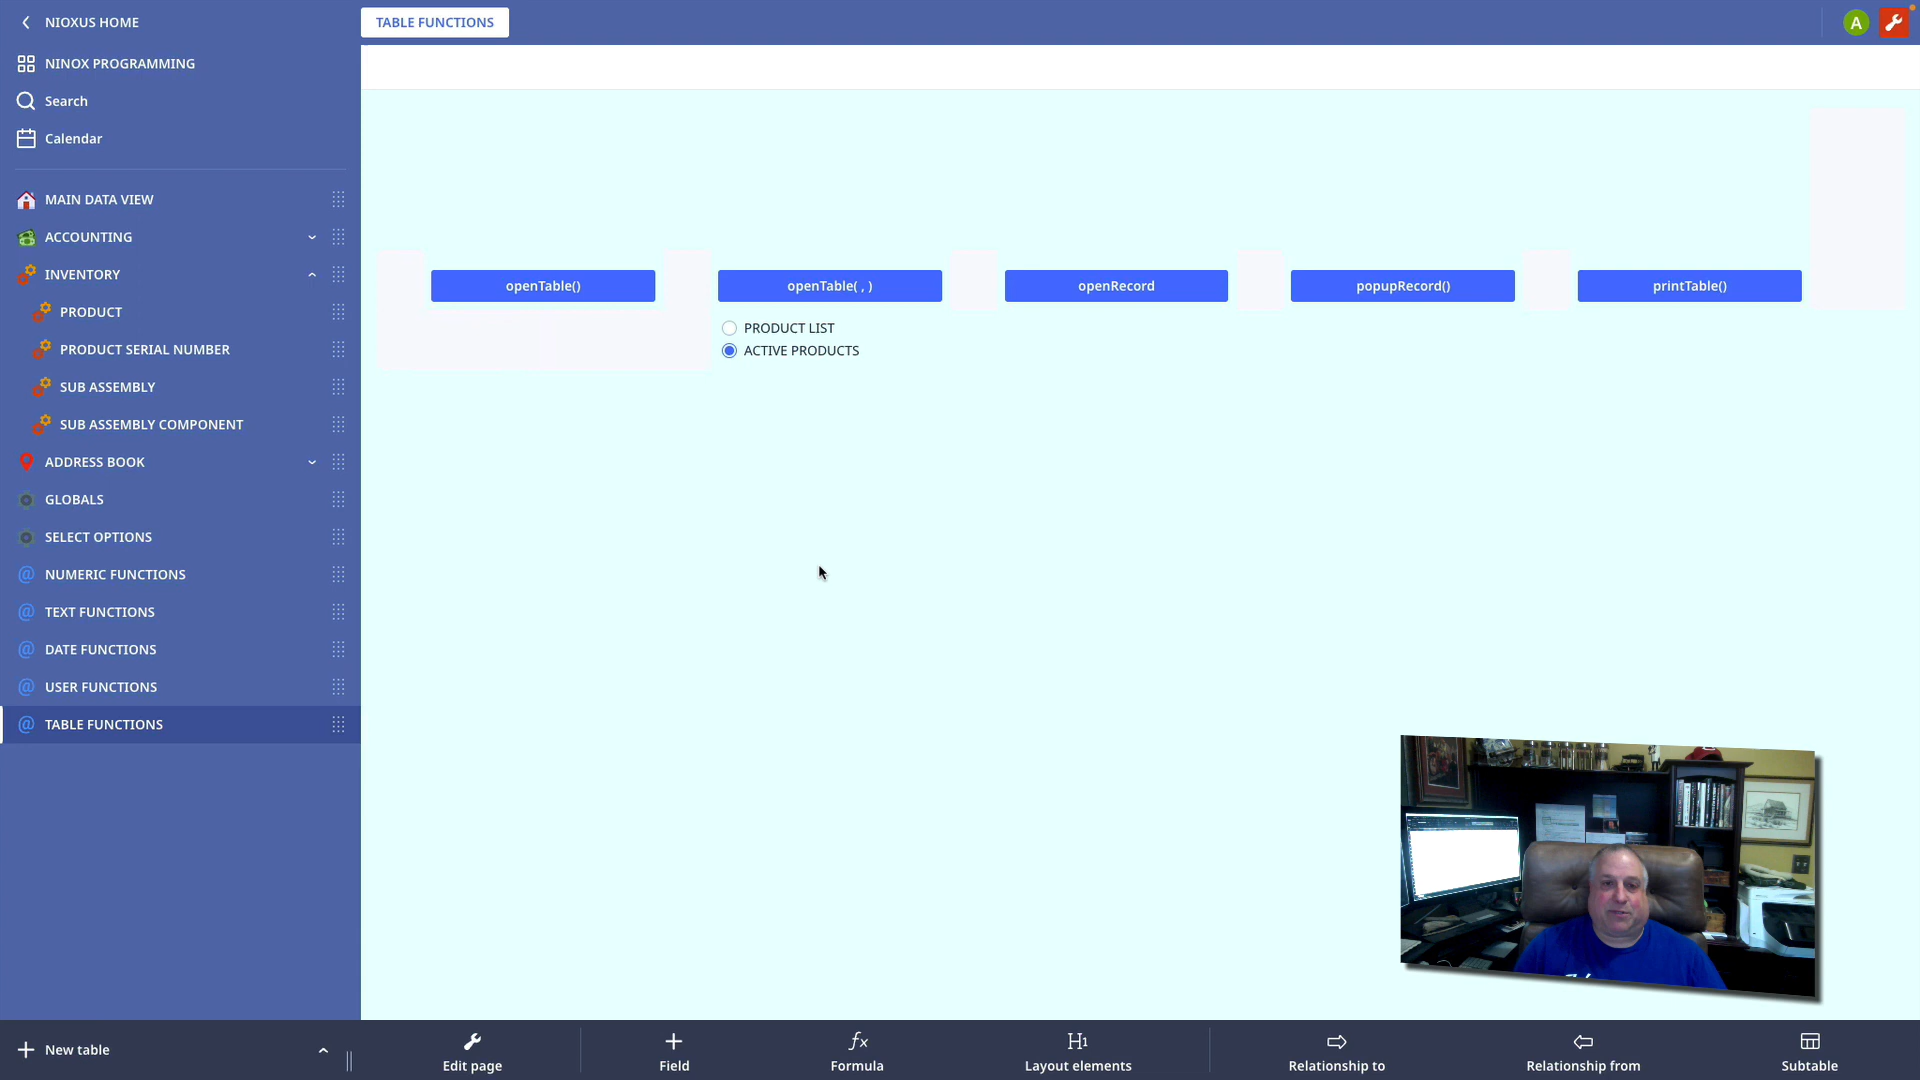 NIOXUS HOME
TABLE FUNCTIONS
A
NINOX PROGRAMMING
Search
Calendar
MAIN DATA VIEW
ACCOUNTING
INVENTORY
PRODUCT
PRODUCT SERIAL NUMBER
SUB ASSEMBLY
SUB ASSEMBLY COMPONENT
ADDRESS BOOK
GLOBALS
SELECT OPTIONS
@ NUMERIC FUNCTIONS
@ TEXT FUNCTIONS
@ DATE FUNCTIONS
@ USER FUNCTIONS
@ TABLE FUNCTIONS
openTable()
openTable( , )
openRecord
popupRecord()
printTable()
PRODUCT LIST
ACTIVE PRODUCTS
New table
Edit page
Field
fx
Formula
H1
Layout elements
Relationship to
Relationship from
Subtable